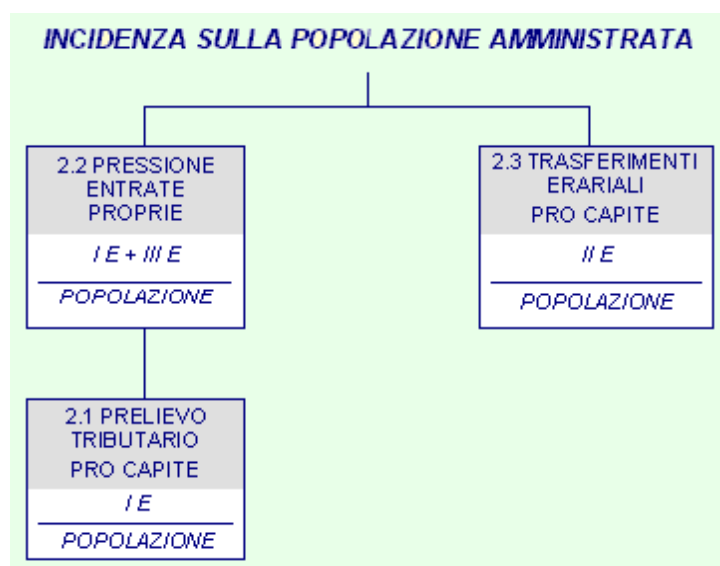 INCIDENZA SULLA POPOLAZIONE AMMINISTRATA
2.2 PRESSIONE
ENTRATE
PROPRIE
I E + III E
POPOLAZIONE
2.3 TRASFERIMENTI
ERARIALI
PRO CAPITE
II E
POPOLAZIONE
2.1 PRELIEVO
TRIBUTARIO
PRO CAPITE
I E
POPOLAZIONE